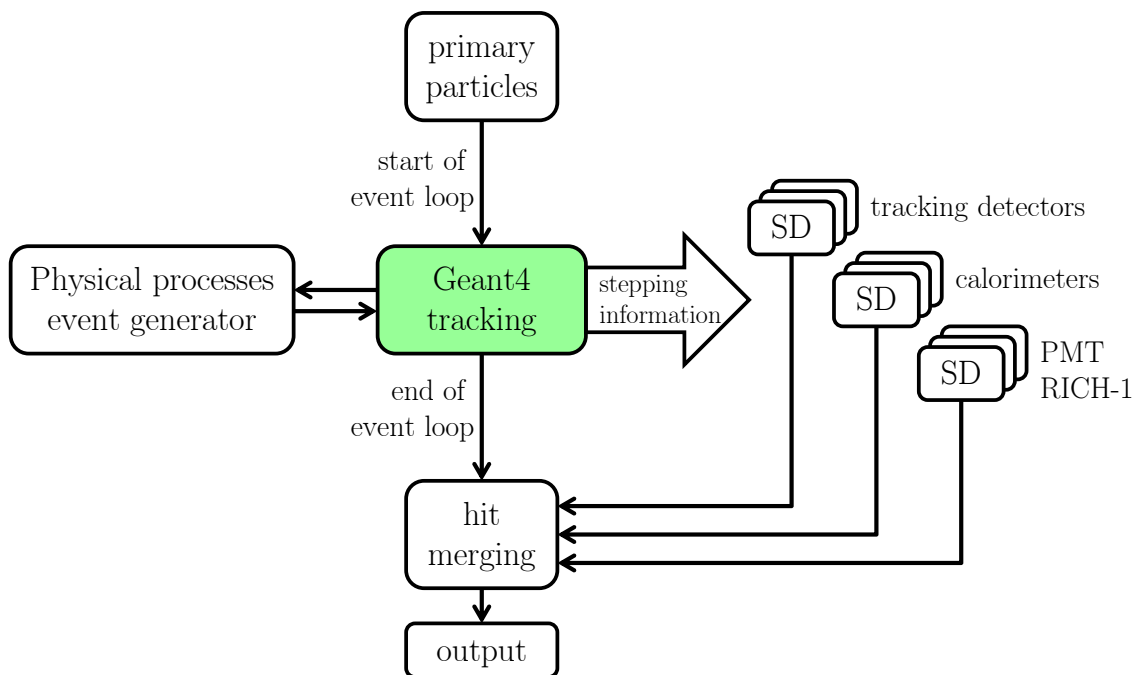 primary
particles
start of
event loop
tracking detectors
SD
Physical processes
event generator
Geant4
tracking
stepping
information
calorimeters
SD
PMT
RICH-1
SD
end of
event loop
hit
merging
output